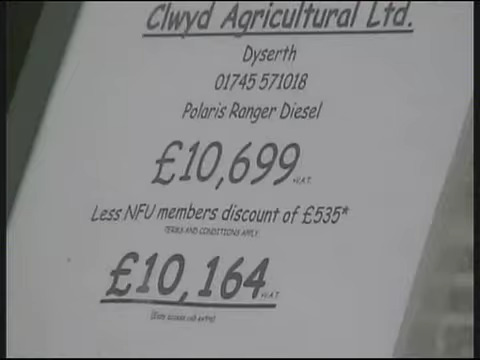 Clwyd Agricultural Ltd.
Dyserth
01745 571018
Polaris Ranger Diesel
£10,699 +V.A.T.
Less NFU members discount of £535*
TERMS AND CONDITIONS APPLY
£10,164 +V.A.T.